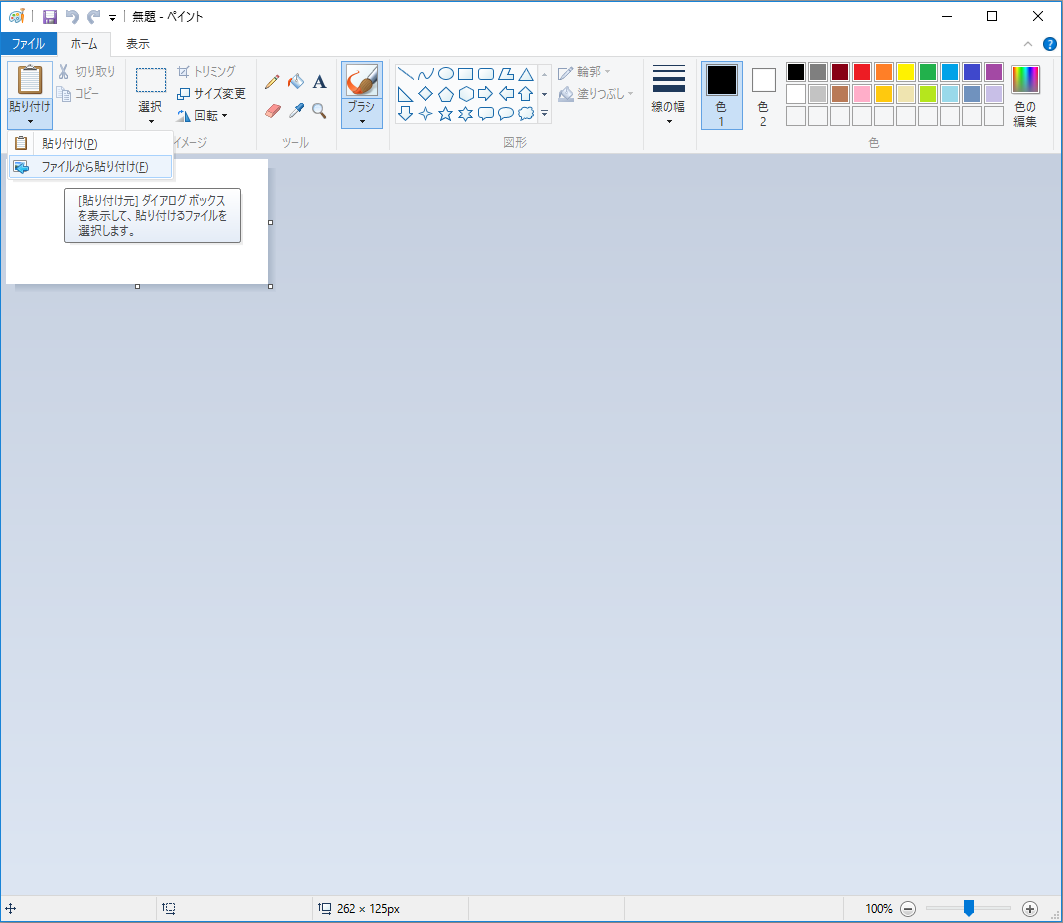 無題 - ペイント
ファイル ホーム 表示
貼り付け
切り取り
コピー
選択
トリミング
サイズ変更
回転
イメージ
ツール
ブラシ
輪郭
塗りつぶし
図形
線の幅
色
1
色
2
色の
編集
色
貼り付け(P)
ファイルから貼り付け(F)
[貼り付け元] ダイアログ ボックス
を表示して、貼り付けるファイルを
選択します。
262 × 125px
100%